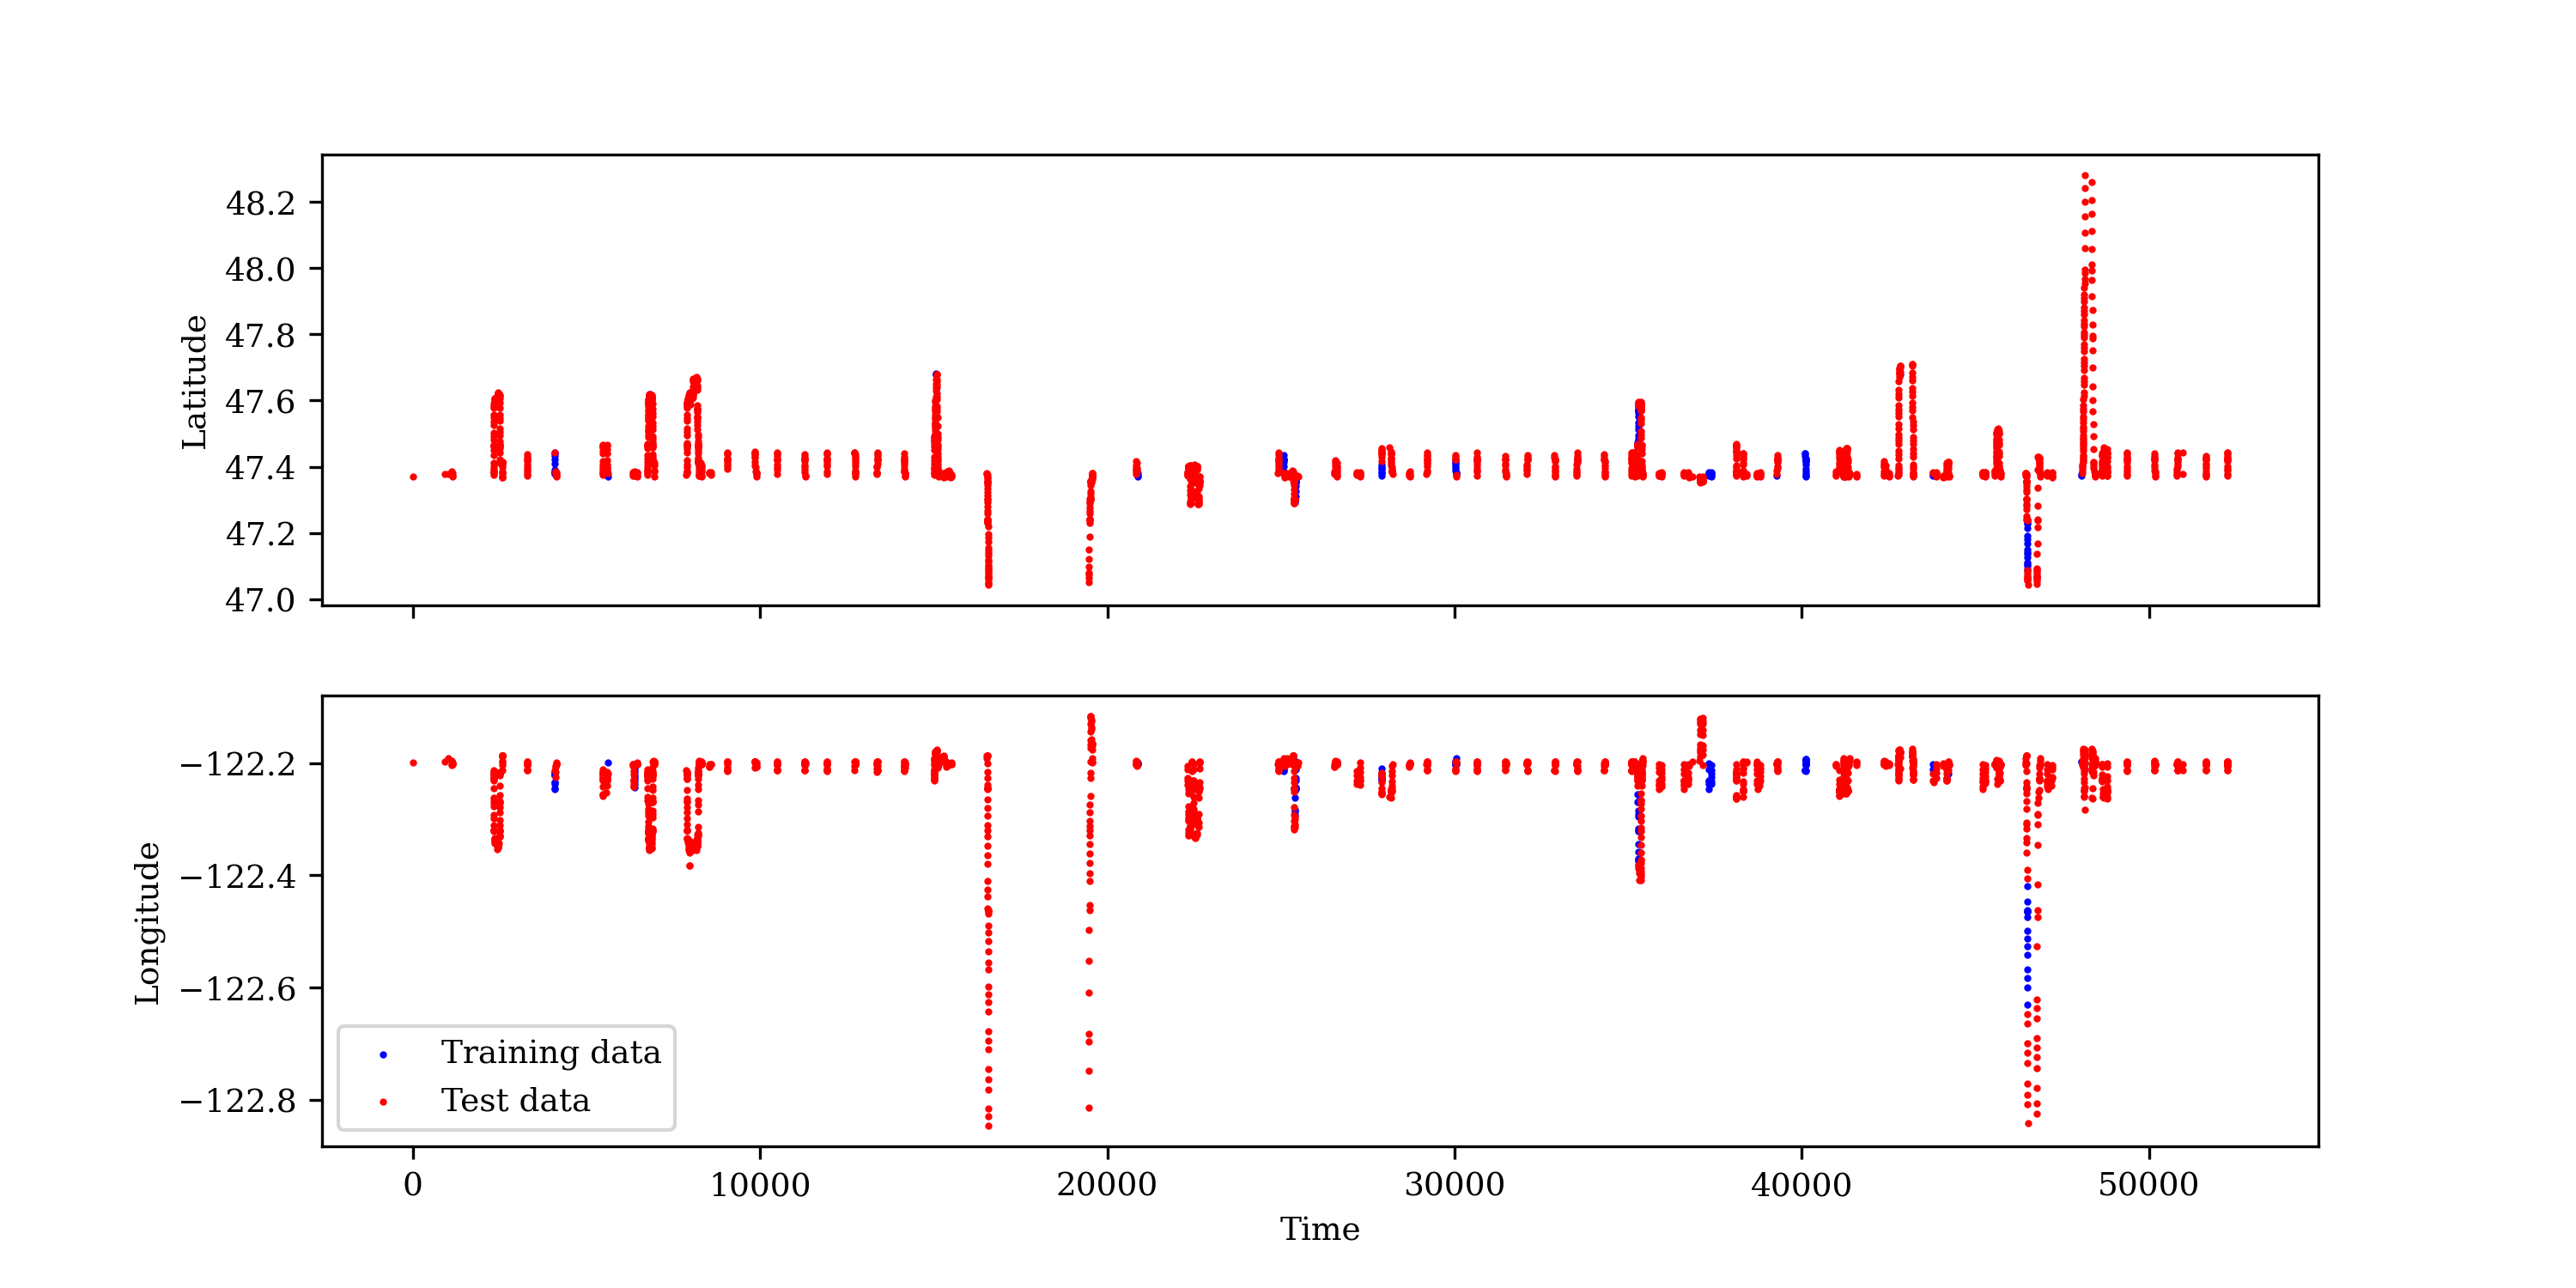 48.2
48.0
47.8
47.6
47.4
47.2
47.0
Latitude
−122.2
−122.4
−122.6
−122.8
Longitude
Training data
Test data
0 10000 20000 30000 40000 50000
Time